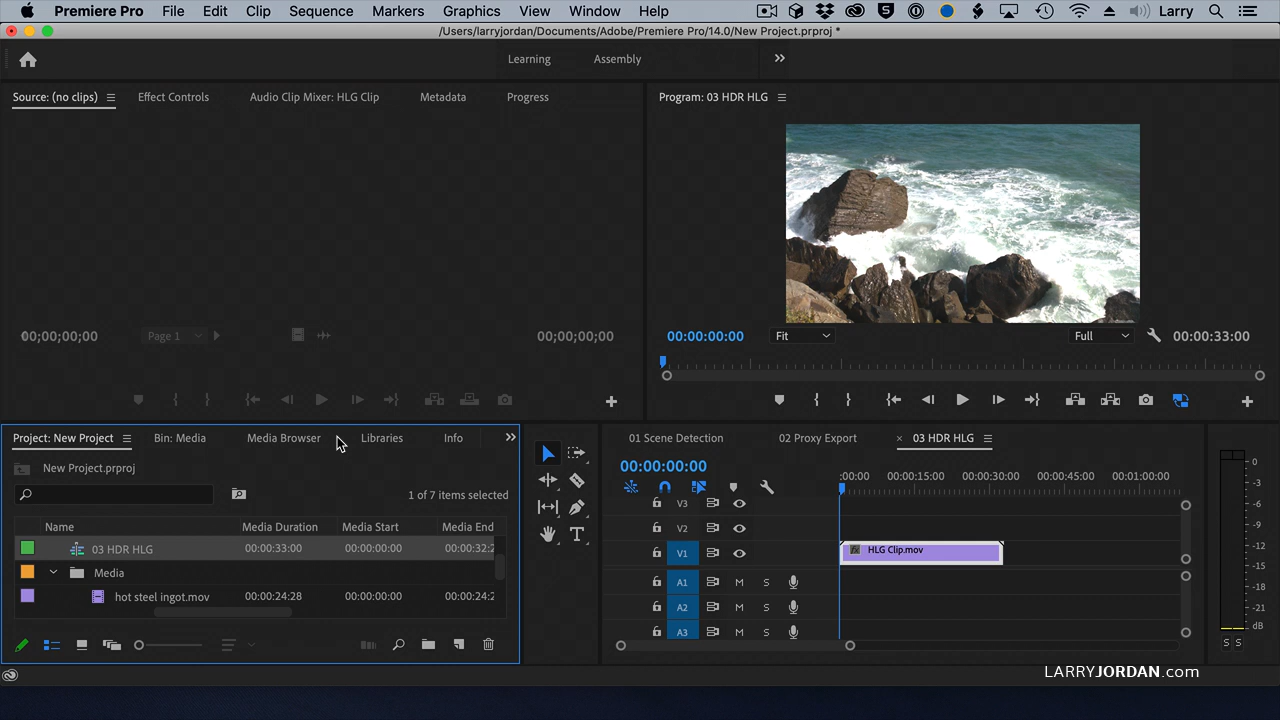 Premiere Pro File Edit Clip Sequence Markers Graphics View Window Help Larry
/Users/larryjordan/Documents/Adobe/Premiere Pro/14.0/New Project.prproj *
Learning Assembly
Source: (no clips) Effect Controls Audio Clip Mixer: HLG Clip Metadata Progress
Program: 03 HDR HLG
00;00;00;00 Page 1 00;00;00;00
00:00:00:00 Fit Full 00:00:33:00
Project: New Project Bin: Media Media Browser Libraries Info
New Project.prproj
1 of 7 items selected
Name Media Duration Media Start Media End
03 HDR HLG 00:00:33:00 00:00:00:00 00:00:32:2
Media
hot steel ingot.mov 00:00:24:28 00:00:00:00 00:00:24:2
01 Scene Detection 02 Proxy Export × 03 HDR HLG
00:00:00:00
:00:00 00:00:15:00 00:00:30:00 00:00:45:00 00:01:00:00
V3
V2
V1 fx HLG Clip.mov
A1 M S
A2 M S
A3 M S
0
-3
-6
-9
-12
-15
-18
-21
dB
S S
LARRYJORDAN.com